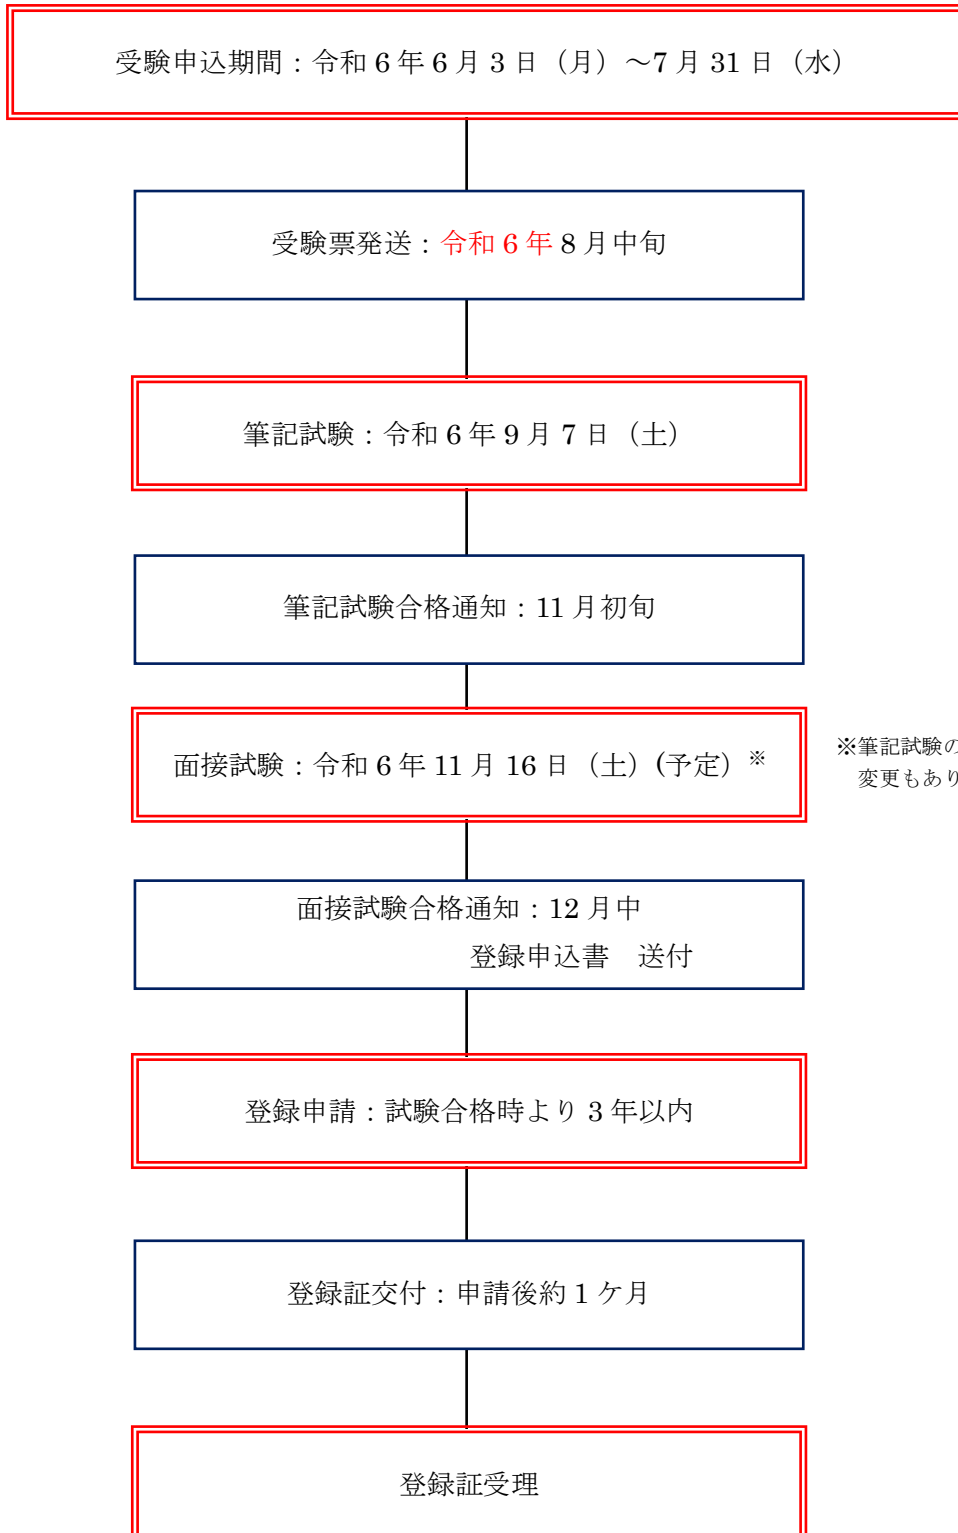 受験申込期間：令和 6 年 6 月 3 日（月）～7 月 31 日（水）
受験票発送：令和 6 年 8 月中旬
筆記試験：令和 6 年 9 月 7 日（土）
筆記試験合格通知：11 月初旬
面接試験：令和 6 年 11 月 16 日（土）(予定）※
※筆記試験の
変更もあり
面接試験合格通知：12 月中
登録申込書　送付
登録申請：試験合格時より 3 年以内
登録証交付：申請後約 1 ケ月
登録証受理